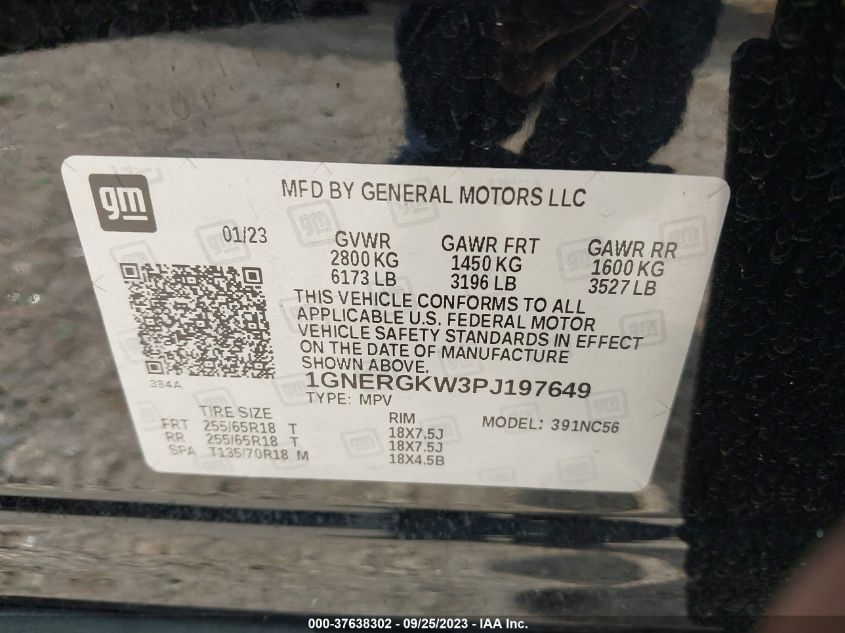 gm
MFD BY GENERAL MOTORS LLC
01/23
GVWR
2800 KG
6173 LB
GAWR FRT
1450 KG
3196 LB
GAWR RR
1600 KG
3527 LB
THIS VEHICLE CONFORMS TO ALL
APPLICABLE U.S. FEDERAL MOTOR
VEHICLE SAFETY STANDARDS IN EFFECT
ON THE DATE OF MANUFACTURE
SHOWN ABOVE.
384A
1GNERGKW3PJ197649
TYPE: MPV
TIRE SIZE
RIM
MODEL: 391NC56
FRT 255/65R18 T 18X7.5J
RR 255/65R18 T 18X7.5J
SPA T135/70R18 M 18X4.5B
000-37638302 - 09/25/2023 - IAA Inc.